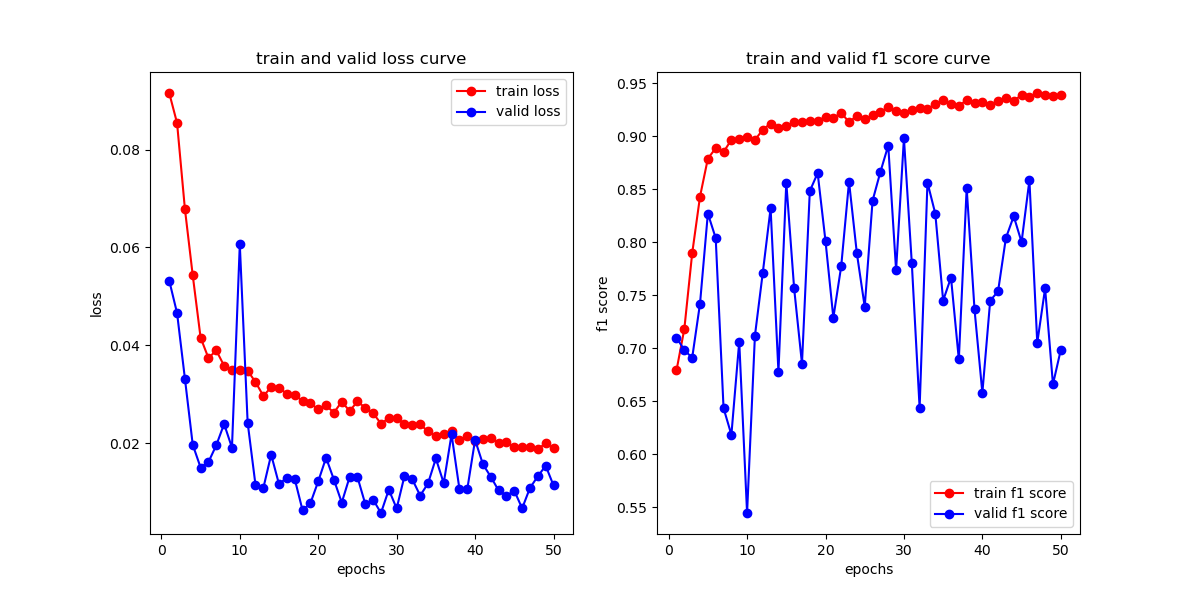 train and valid loss curve
train loss
valid loss
0.08
0.06
0.04
0.02
loss
0 10 20 30 40 50
epochs
train and valid f1 score curve
0.95
0.90
0.85
0.80
0.75
0.70
0.65
0.60
0.55
f1 score
train f1 score
valid f1 score
0 10 20 30 40 50
epochs